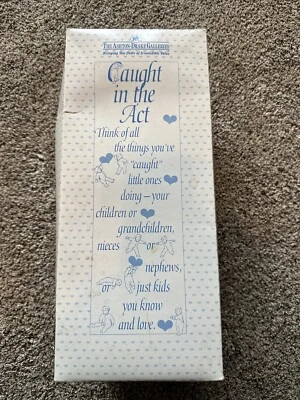 THE ASHTON-DRAKE GALLERIES
Caught
in the
Act
Think of all
the things you've
"caught"
little ones
doing – your
children or
grandchildren,
nieces or
nephews,
or just kids
you know
and love.